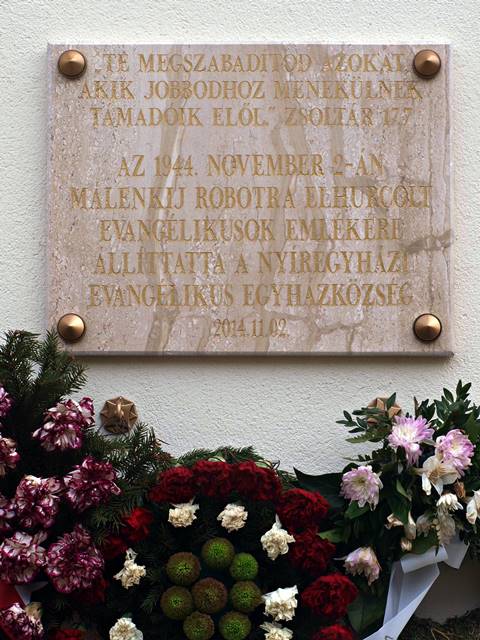 „TE MEGSZABADÍTOD AZOKAT,
AKIK JOBBODHOZ MENEKÜLNEK
TÁMADÓIK ELŐL." ZSOLTÁR 17,7
AZ 1944. NOVEMBER 2-ÁN
MALENKIJ ROBOTRA ELHURCOLT
EVANGÉLIKUSOK EMLÉKÉRE
ÁLLÍTTATTA A NYÍREGYHÁZI
EVANGÉLIKUS EGYHÁZKÖZSÉG
2014.11.02.